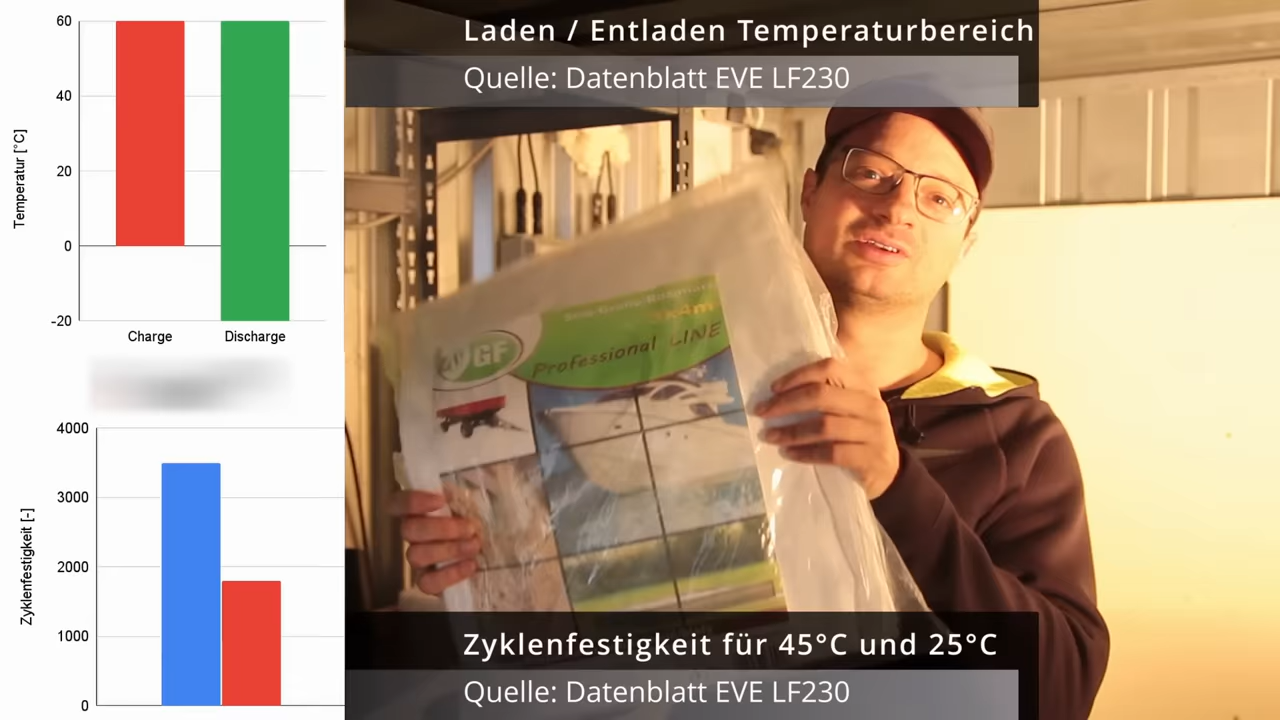 Laden / Entladen Temperaturbereich
Quelle: Datenblatt EVE LF230
60
40
20
0
-20
Temperatur [°C]
Charge
Discharge
4000
3000
2000
1000
0
Zyklenfestigkeit [-]
GF
Professional LINE
Zyklenfestigkeit für 45°C und 25°C
Quelle: Datenblatt EVE LF230